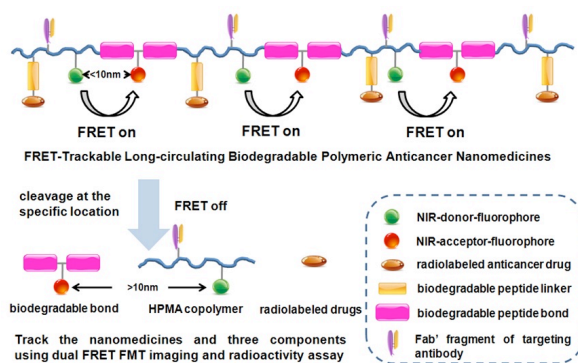 <10nm
FRET on
FRET on
FRET on
FRET-Trackable Long-circulating Biodegradable Polymeric Anticancer Nanomedicines
cleavage at the
specific location
FRET off
>10nm
biodegradable bond
HPMA copolymer
radiolabeled drugs
Track the nanomedicines and three components
using dual FRET FMT imaging and radioactivity assay
NIR-donor-fluorophore
NIR-acceptor-fluorophore
radiolabeled anticancer drug
biodegradable peptide linker
biodegradable peptide bond
Fab' fragment of targeting
antibody